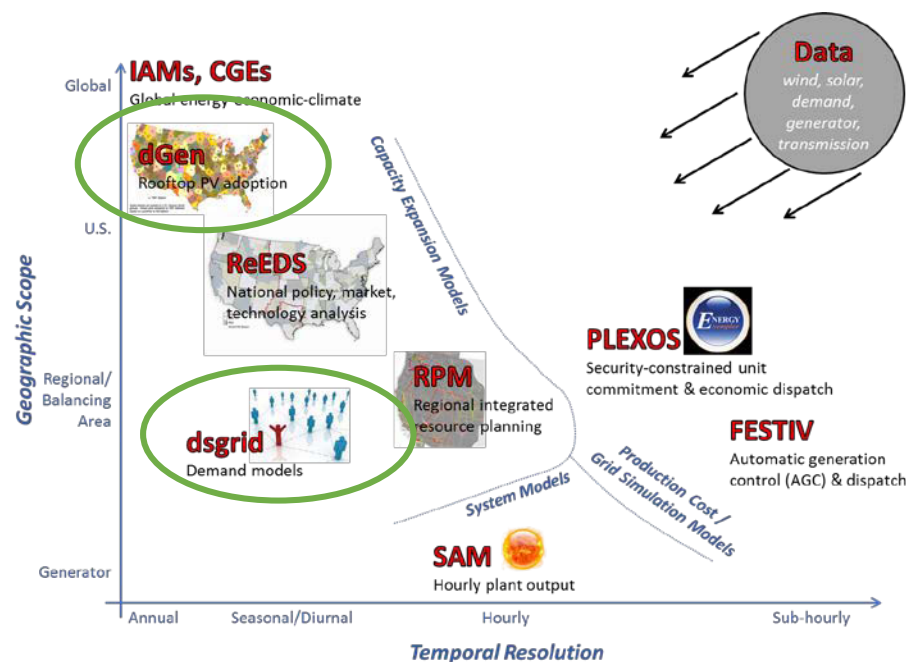 Data
wind, solar,
demand,
generator,
transmission
Global
IAMs, CGEs
Global energy-economic-climate
dGen
Rooftop PV adoption
Capacity Expansion Models
U.S.
ReEDS
National policy, market,
technology analysis
Geographic Scope
PLEXOS
ENERGY
Security-constrained unit
commitment & economic dispatch
Regional/
Balancing
Area
RPM
Regional integrated
resource planning
dsgrid
Demand models
FESTIV
Automatic generation
control (AGC) & dispatch
System Models
Production Cost /
Grid Simulation Models
SAM
Hourly plant output
Generator
Annual
Seasonal/Diurnal
Hourly
Sub-hourly
Temporal Resolution